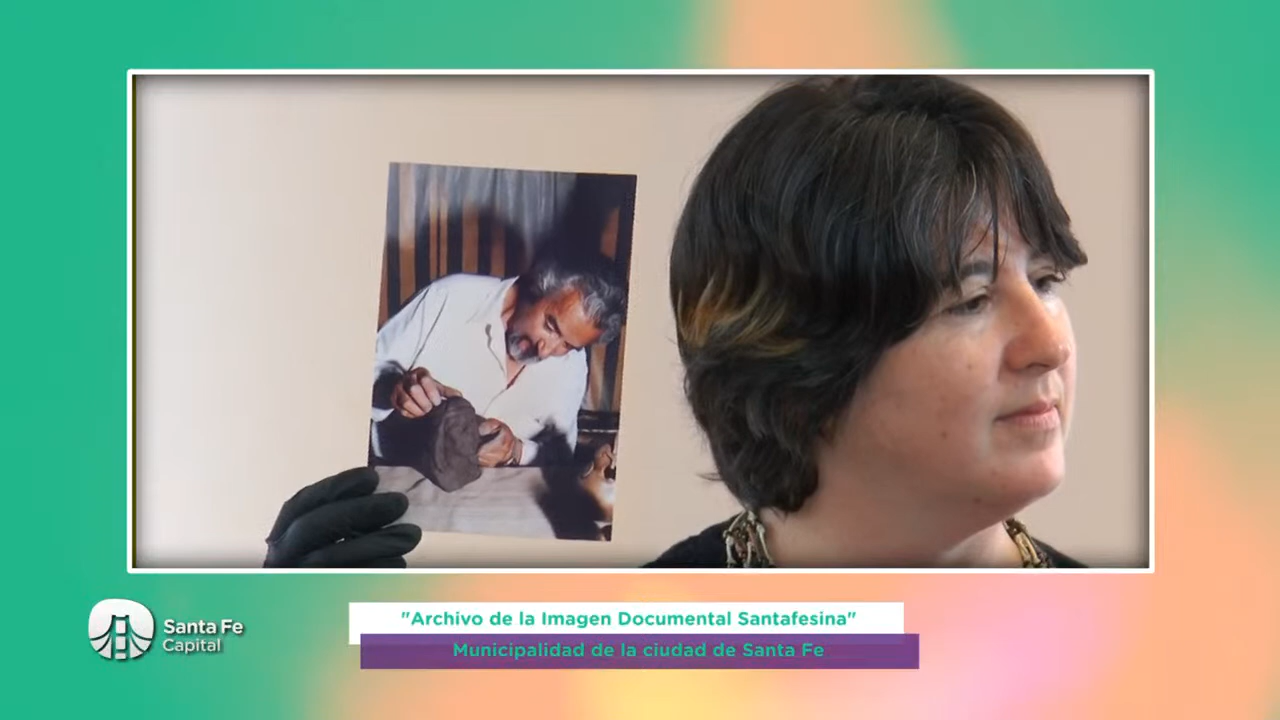 Santa Fe
Capital
"Archivo de la Imagen Documental Santafesina"
Municipalidad de la ciudad de Santa Fe